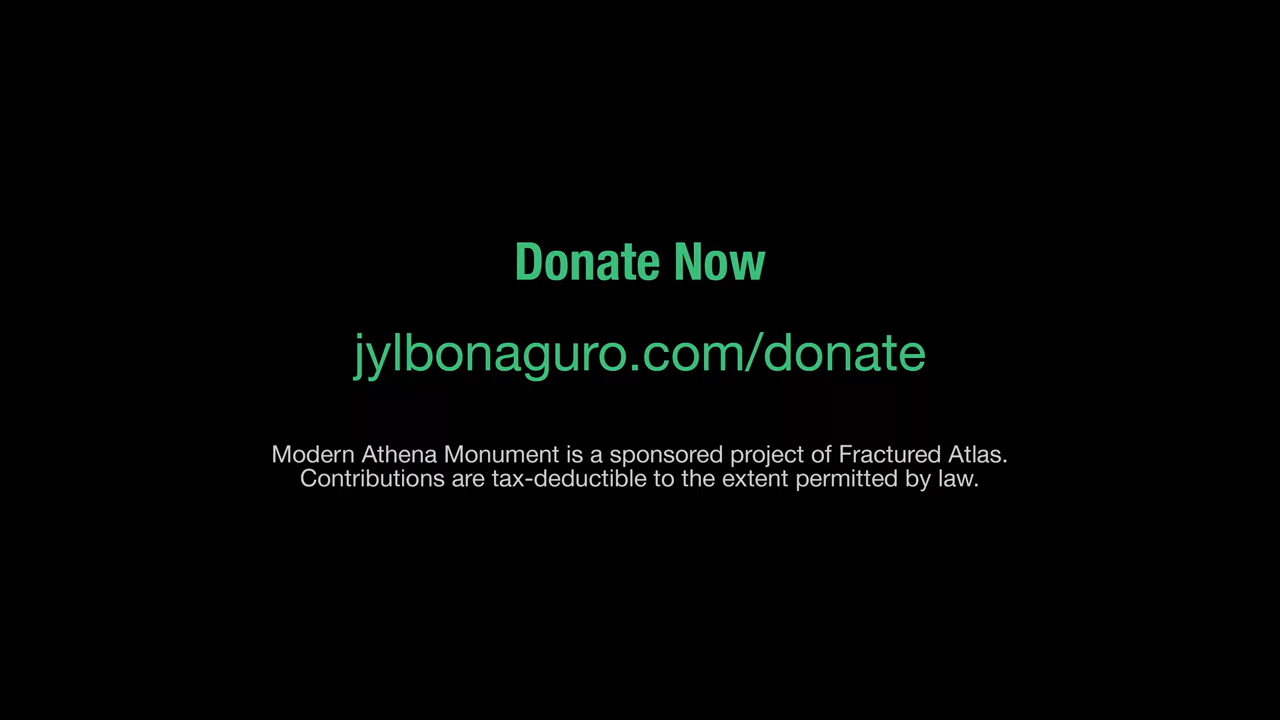 Donate Now
jylbonaguro.com/donate
Modern Athena Monument is a sponsored project of Fractured Atlas.
Contributions are tax-deductible to the extent permitted by law.